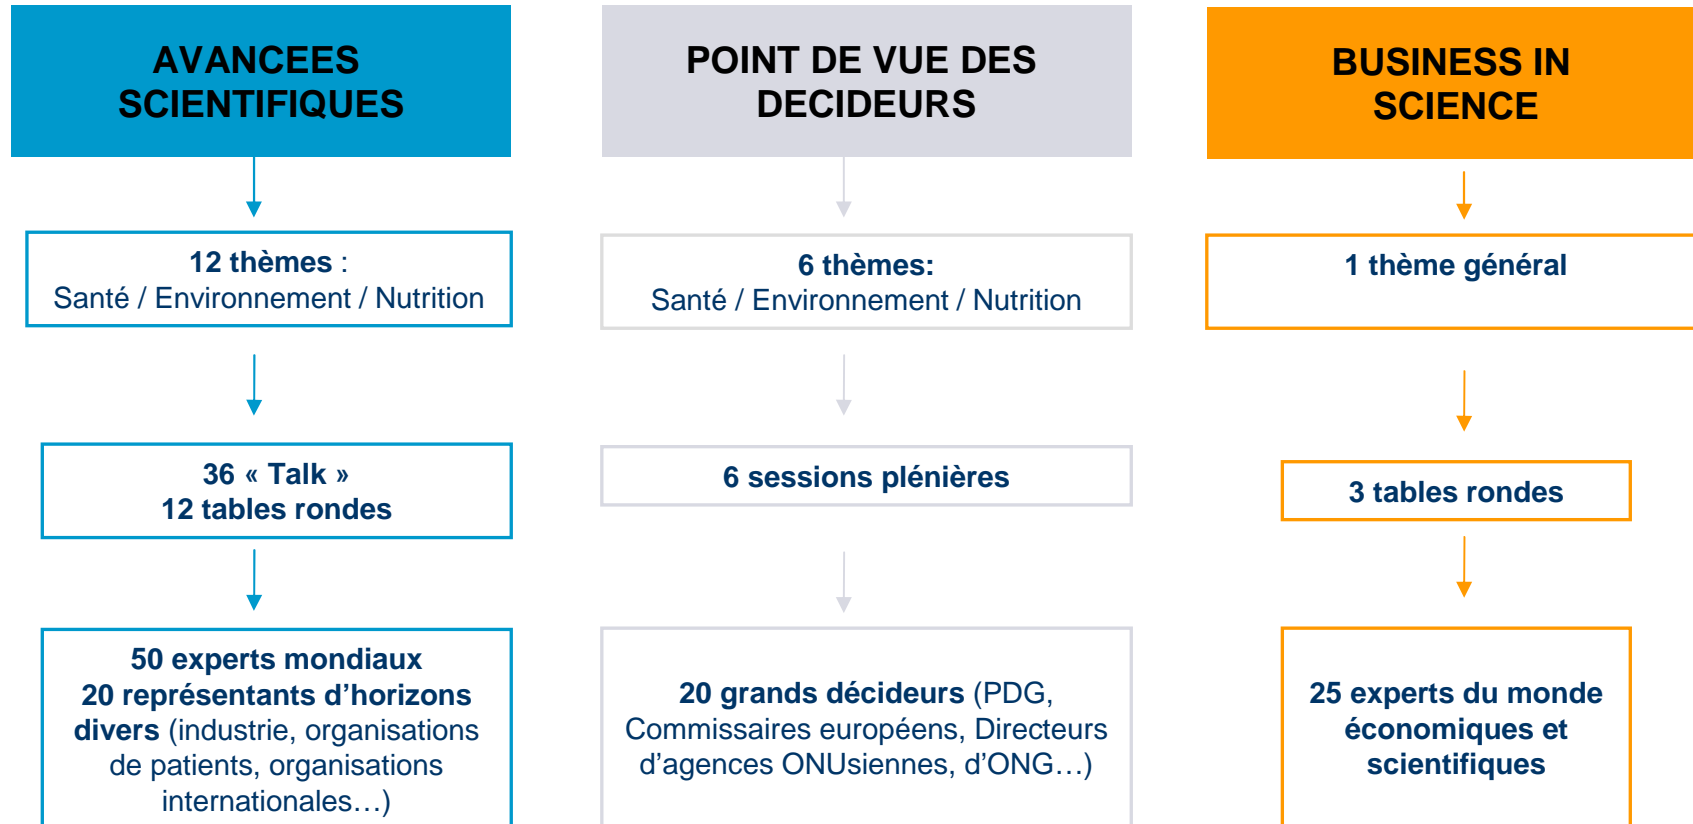 AVANCEES
SCIENTIFIQUES
12 thèmes :
Santé / Environnement / Nutrition
36 « Talk »
12 tables rondes
50 experts mondiaux
20 représentants d’horizons
divers (industrie, organisations
de patients, organisations
internationales…)
POINT DE VUE DES
DECIDEURS
6 thèmes:
Santé / Environnement / Nutrition
6 sessions plénières
20 grands décideurs (PDG,
Commissaires européens, Directeurs
d’agences ONUsiennes, d’ONG…)
BUSINESS IN
SCIENCE
1 thème général
3 tables rondes
25 experts du monde
économiques et
scientifiques